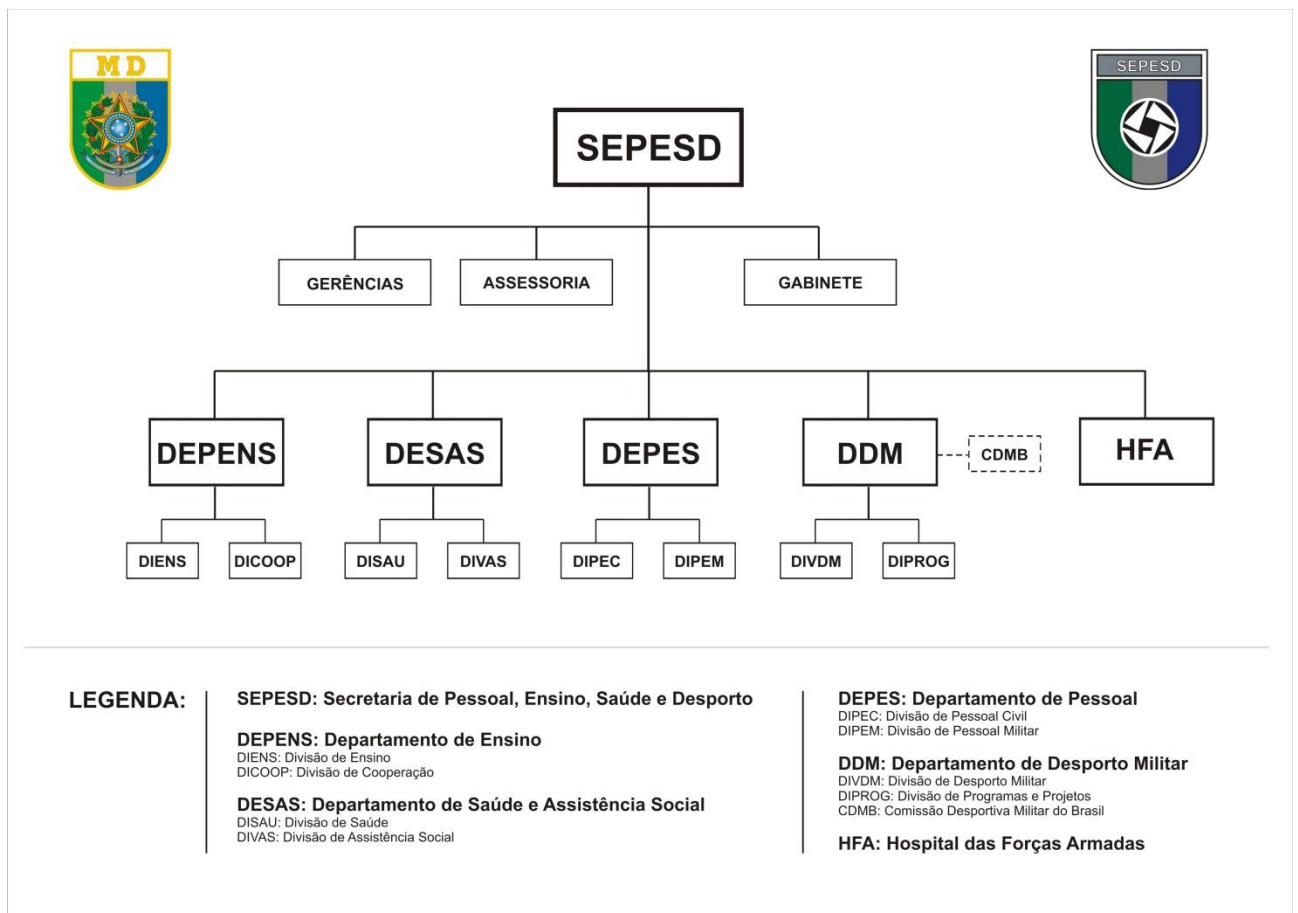 MD
SEPESD
SEPESD
GERÊNCIAS
ASSESSORIA
GABINETE
DEPENS
DESAS
DEPES
DDM
CDMB
HFA
DIENS
DICOOP
DISAU
DIVAS
DIPEC
DIPEM
DIVDM
DIPROG
LEGENDA:
SEPESD: Secretaria de Pessoal, Ensino, Saúde e Desporto
DEPENS: Departamento de Ensino
DIENS: Divisão de Ensino
DICOOP: Divisão de Cooperação
DESAS: Departamento de Saúde e Assistência Social
DISAU: Divisão de Saúde
DIVAS: Divisão de Assistência Social
DEPES: Departamento de Pessoal
DIPEC: Divisão de Pessoal Civil
DIPEM: Divisão de Pessoal Militar
DDM: Departamento de Desporto Militar
DIVDM: Divisão de Desporto Militar
DIPROG: Divisão de Programas e Projetos
CDMB: Comissão Desportiva Militar do Brasil
HFA: Hospital das Forças Armadas